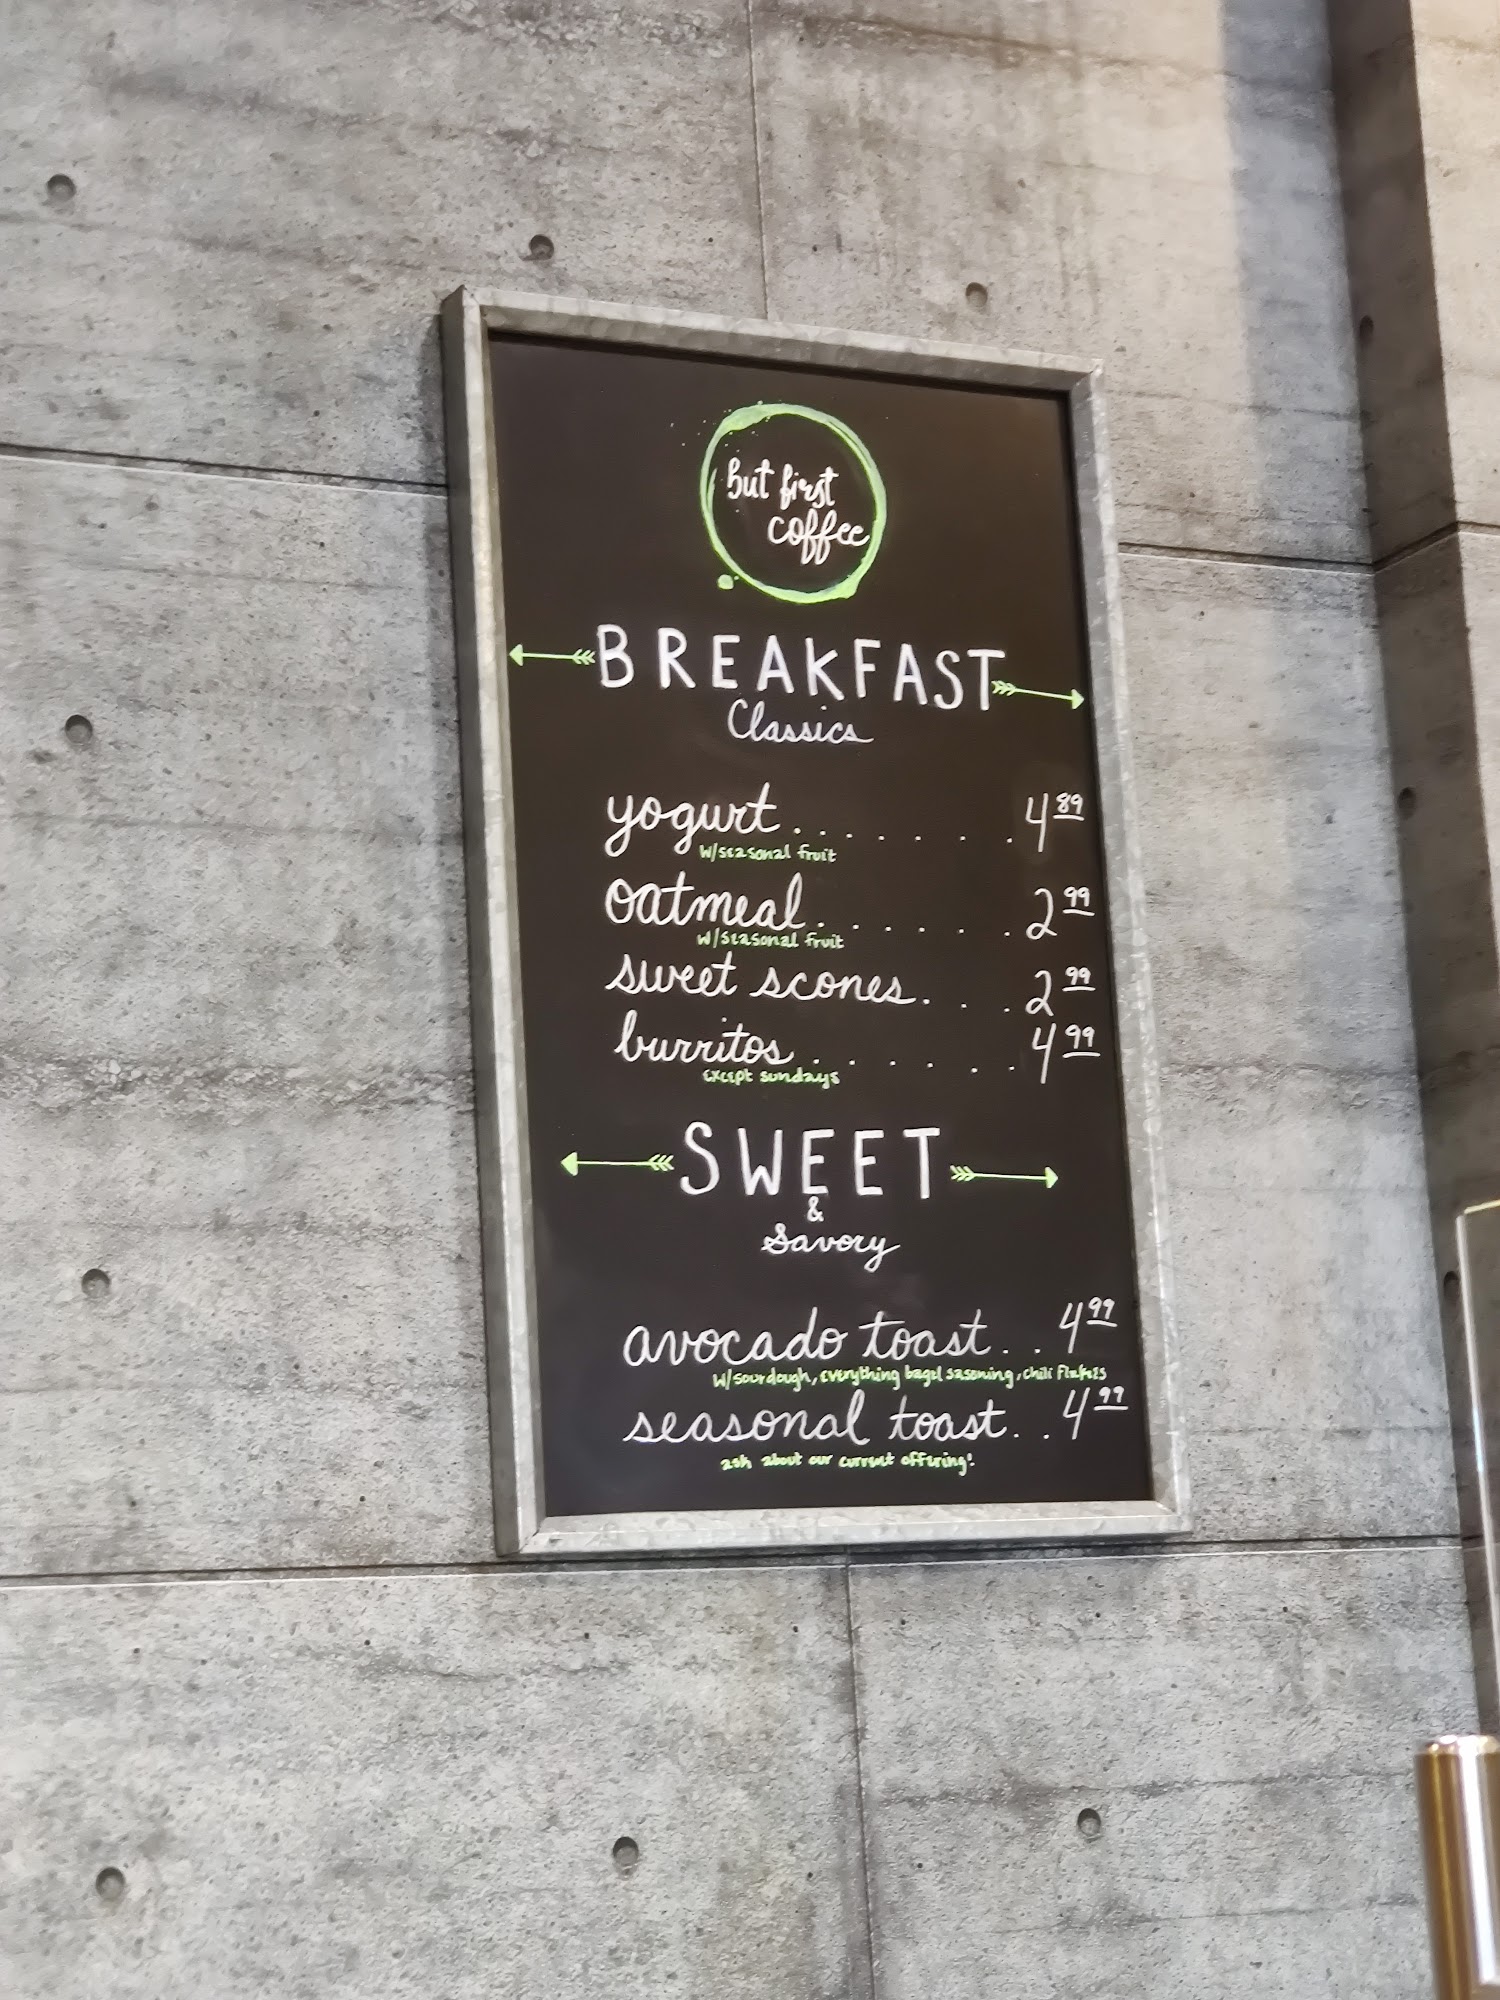 But first
coffee
BREAKFAST
Classics
yogurt . . . . . . 4 89
w/seasonal fruit
oatmeal . . . . . . 2 99
w/seasonal fruit
sweet scones . . . 2 99
burritos . . . . . . 4 99
except sundays
SWEET
&
Savory
avocado toast . . 4 99
w/sourdough, everything bagel sasoning, chili flakes
seasonal toast . . 4 99
ask about our current offering!